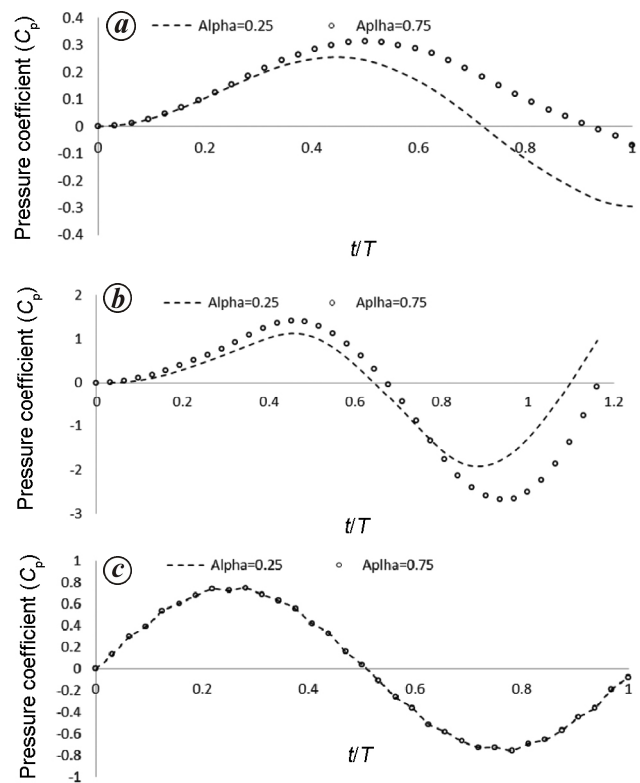 a
Alpha=0.25 Aplha=0.75
Pressure coefficient (Cp)
0.4
0.3
0.2
0.1
0
-0.1
-0.2
-0.3
0.4
0 0.2 0.4 0.6 0.8 1
t/T
b
Alpha=0.25 Aplha=0.75
Pressure coefficient (Cp)
2
1
0
-1
-2
-3
0 0.2 0.4 0.6 0.8 1 1.2
t/T
c
Alpha=0.25 Aplha=0.75
Pressure coefficient (Cp)
1
0.8
0.6
0.4
0.2
0
-0.2
-0.4
-0.6
-0.8
-1
0 0.2 0.4 0.6 0.8 1
t/T